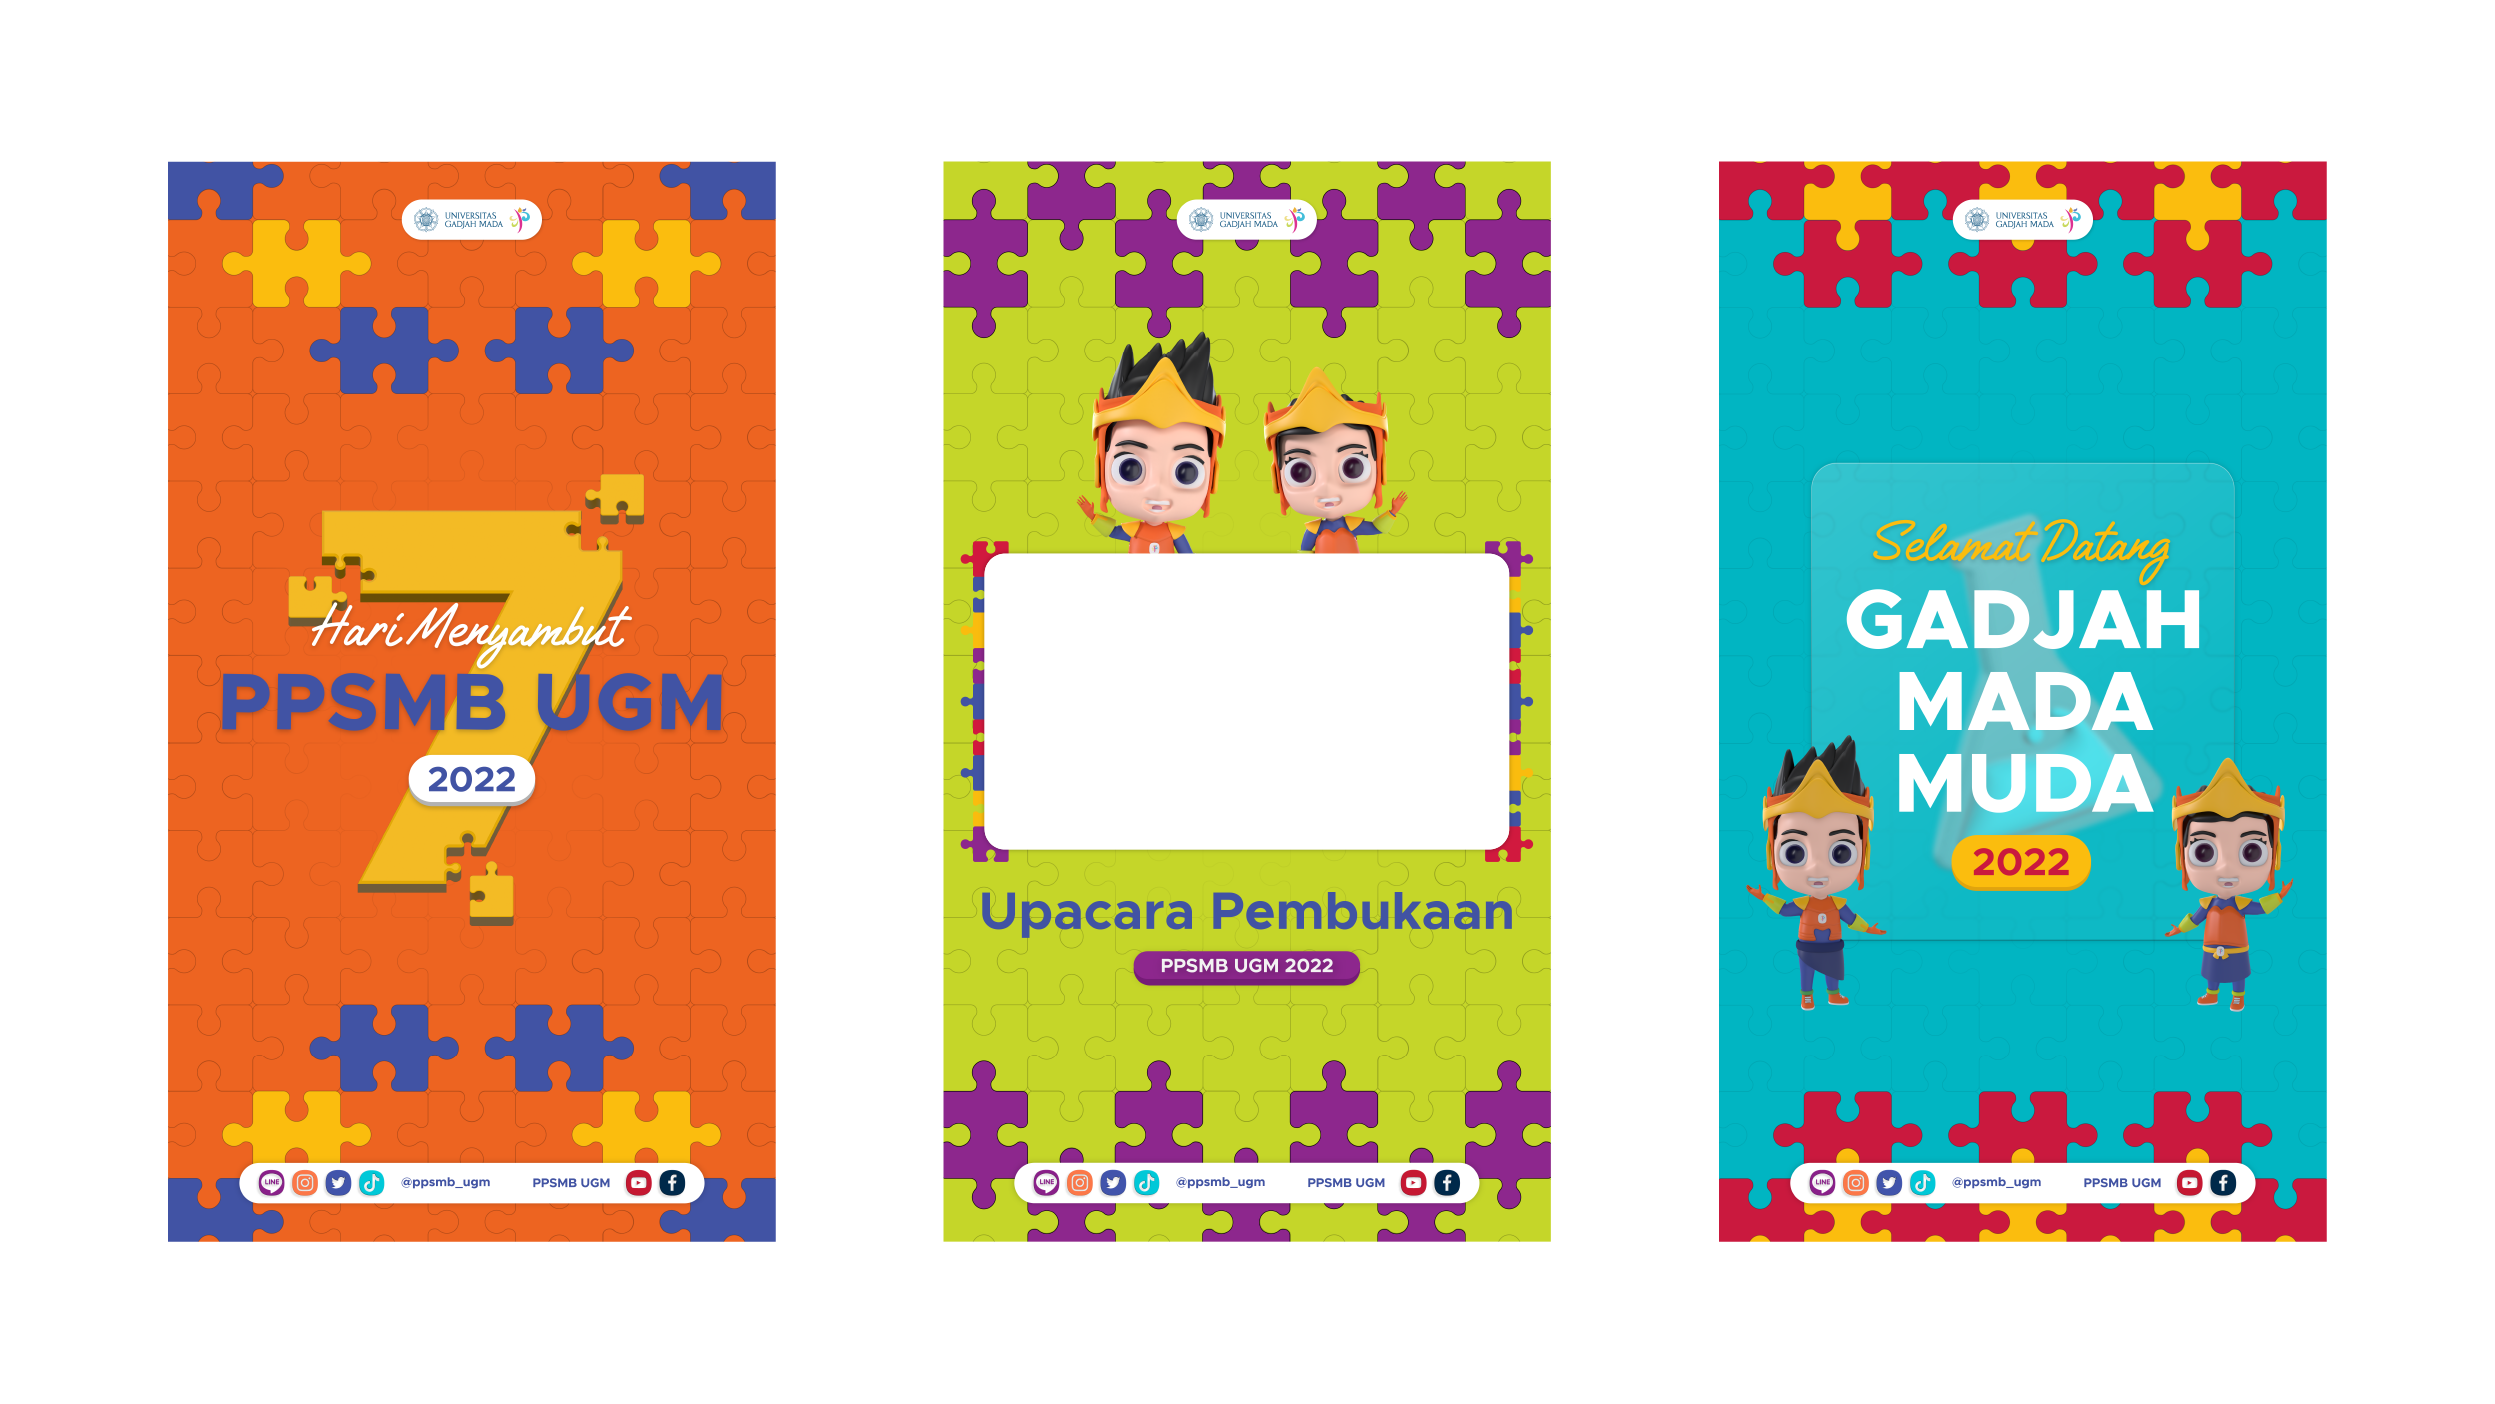 UNIVERSITAS
GADJAH MADA
7
Hari Menyambut
PPSMB UGM
2022
LINE
@ppsmb_ugm
PPSMB UGM
UNIVERSITAS
GADJAH MADA
Upacara Pembukaan
PPSMB UGM 2022
LINE
@ppsmb_ugm
PPSMB UGM
UNIVERSITAS
GADJAH MADA
Selamat Datang
GADJAH
MADA
MUDA
2022
LINE
@ppsmb_ugm
PPSMB UGM